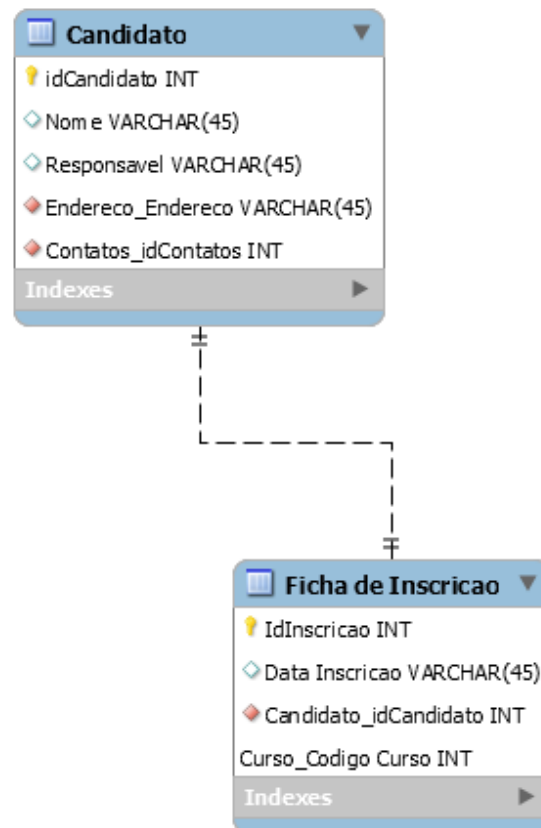 Candidato
idCandidato INT
Nome VARCHAR(45)
Responsavel VARCHAR(45)
Endereco_Endereco VARCHAR(45)
Contatos_idContatos INT
Indexes
Ficha de Inscricao
IdInscricao INT
Data Inscricao VARCHAR(45)
Candidato_idCandidato INT
Curso_Codigo Curso INT
Indexes